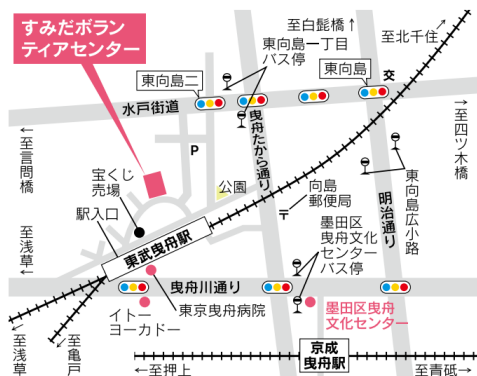 すみだボラン
ティアセンター
至白髭橋↑
至北千住
東向島一丁目
バス停
東向島二
東向島
交
水戸街道
←至言問橋
→至四ツ木橋
P
曳舟たから通り
宝くじ
売場
公園
向島
郵便局
〒
明治通り
東向島広小路
駅入口
東武曳舟駅
墨田区
曳舟文化
センター
バス停
←至浅草
曳舟川通り
東京曳舟病院
イトー
ヨーカドー
墨田区曳舟
文化センター
至浅草
至亀戸
京成
曳舟駅
←至押上
→至青砥